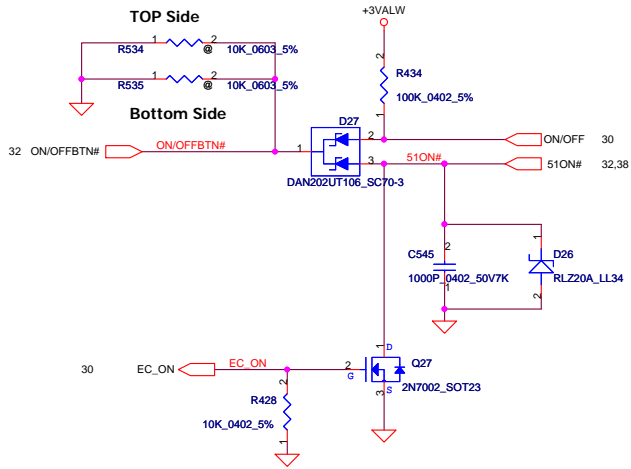 TOP Side
+3VALW
1 2
R534 @ 10K_0603_5%
1 2
R535 @ 10K_0603_5%
2
R434
100K_0402_5%
1
Bottom Side
D27
32 ON/OFFBTN# ON/OFFBTN# 1 2 ON/OFF 30
3 51ON# 51ON# 32,38
DAN202UT106_SC70-3
2
C545
1000P_0402_50V7K
1
1
D26
RLZ20A_LL34
2
1 D
30 EC_ON EC_ON 2 G Q27
2N7002_SOT23
S
3
2
R428
10K_0402_5%
1